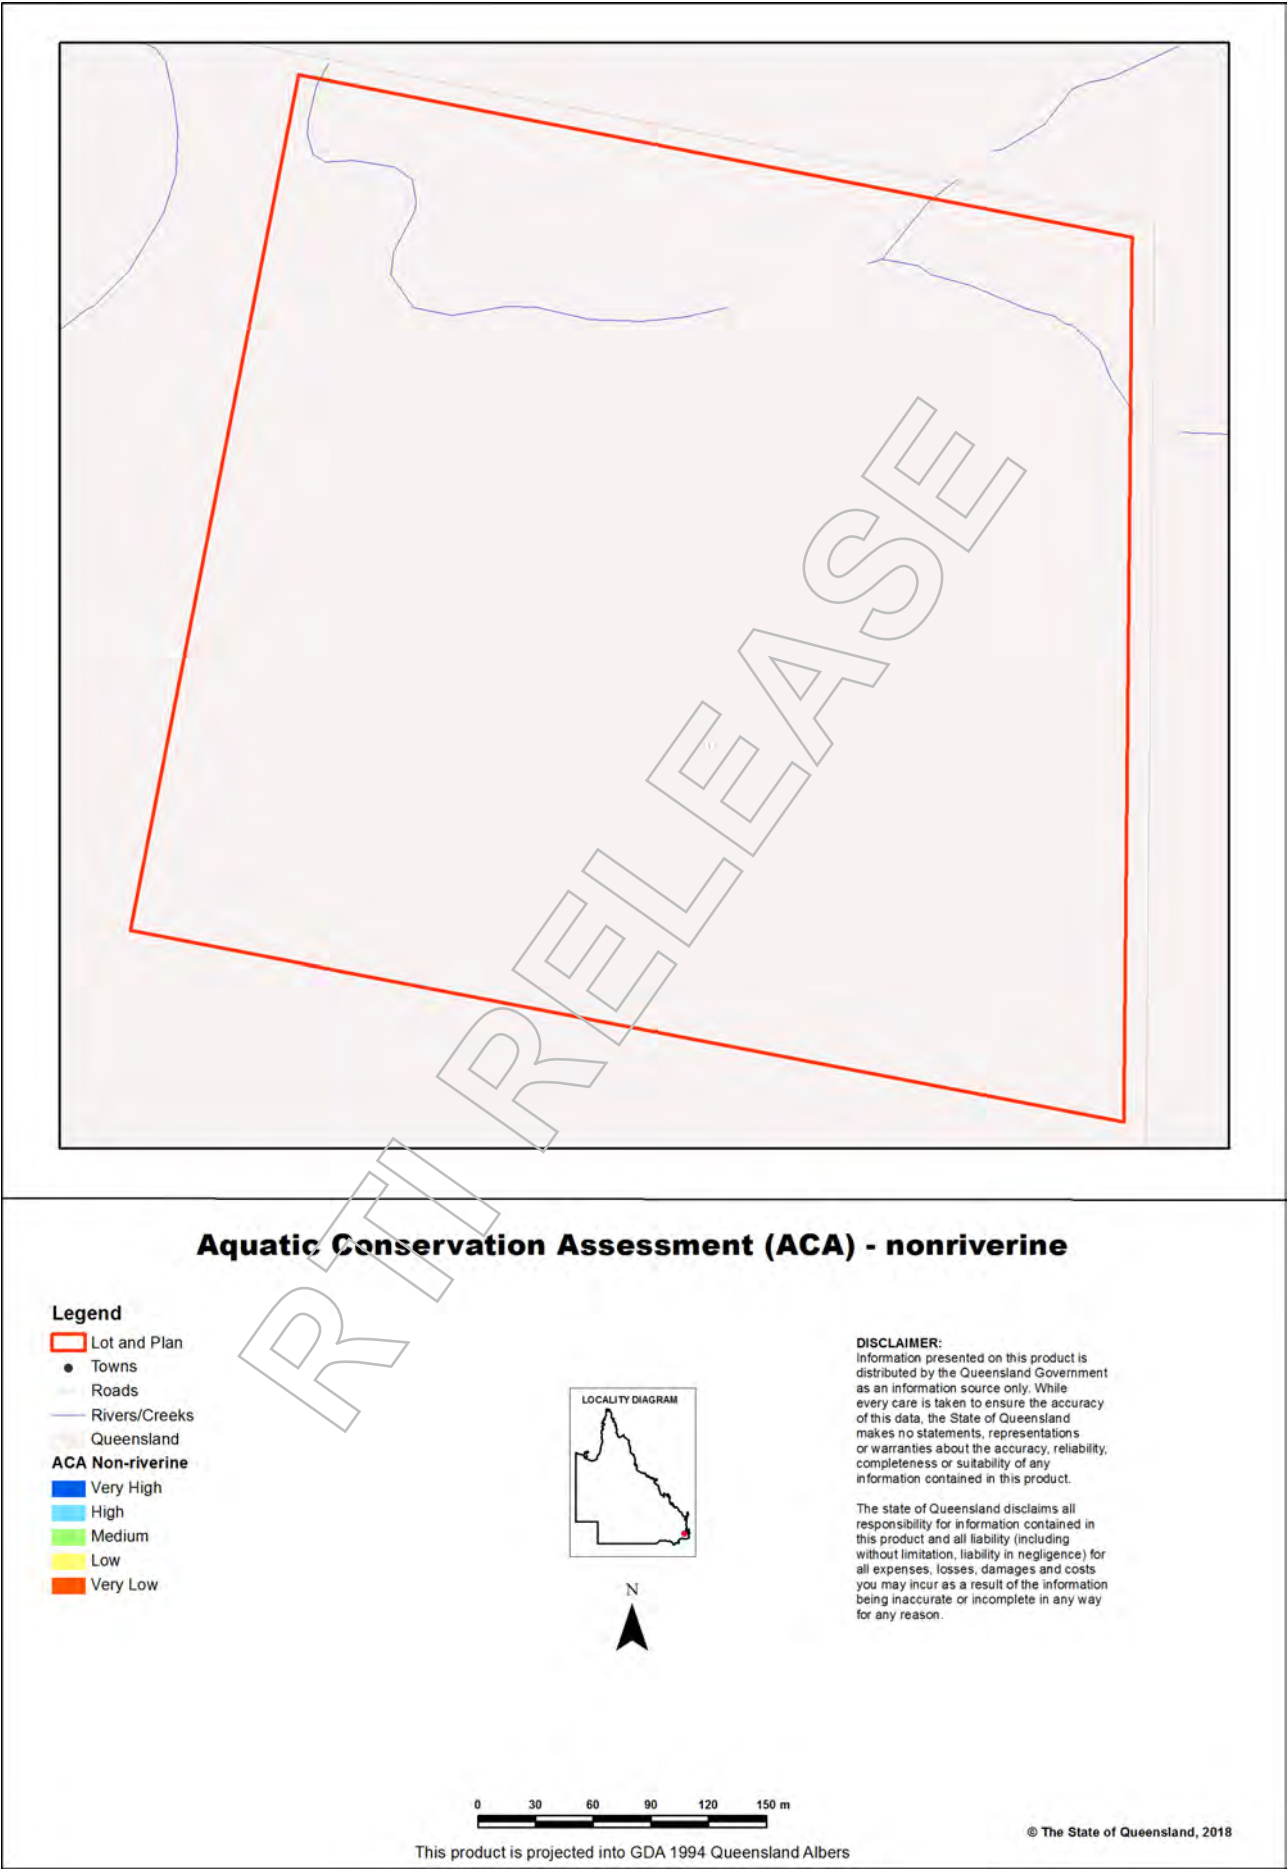 RTI RELEASE
Aquatic Conservation Assessment (ACA) - nonriverine
Legend
Lot and Plan
Towns
Roads
Rivers/Creeks
Queensland
ACA Non-riverine
Very High
High
Medium
Low
Very Low
LOCALITY DIAGRAM
N
DISCLAIMER:
Information presented on this product is
distributed by the Queensland Government
as an information source only. While
every care is taken to ensure the accuracy
of this data, the State of Queensland
makes no statements, representations
or warranties about the accuracy, reliability,
completeness or suitability of any
information contained in this product.
The state of Queensland disclaims all
responsibility for information contained in
this product and all liability (including
without limitation, liability in negligence) for
all expenses, losses, damages and costs
you may incur as a result of the information
being inaccurate or incomplete in any way
for any reason.
0 30 60 90 120 150 m
This product is projected into GDA 1994 Queensland Albers
© The State of Queensland, 2018